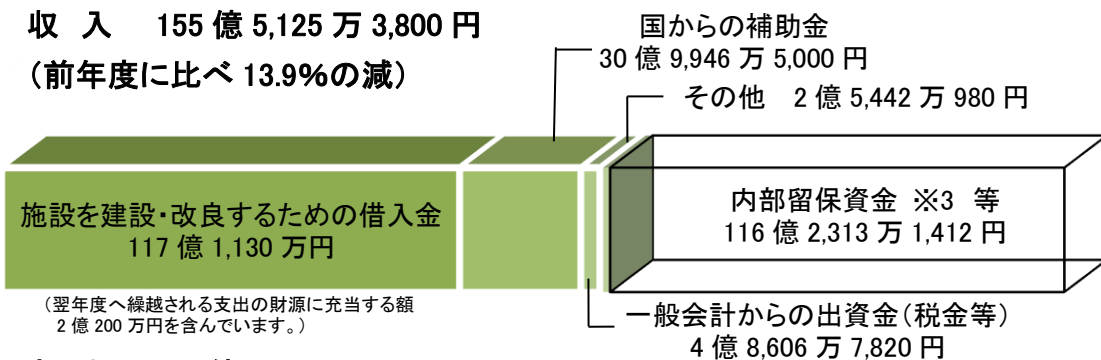 収 入 155 億 5,125 万 3,800 円
(前年度に比べ 13.9%の減)
国からの補助金
30 億 9,946 万 5,000 円
その他 2 億 5,442 万 980 円
施設を建設・改良するための借入金
117 億 1,130 万円
内部留保資金 ※3 等
116 億 2,313 万 1,412 円
(翌年度へ繰越される支出の財源に充当する額
2 億 200 万円を含んでいます。)
一般会計からの出資金(税金等)
4 億 8,606 万 7,820 円